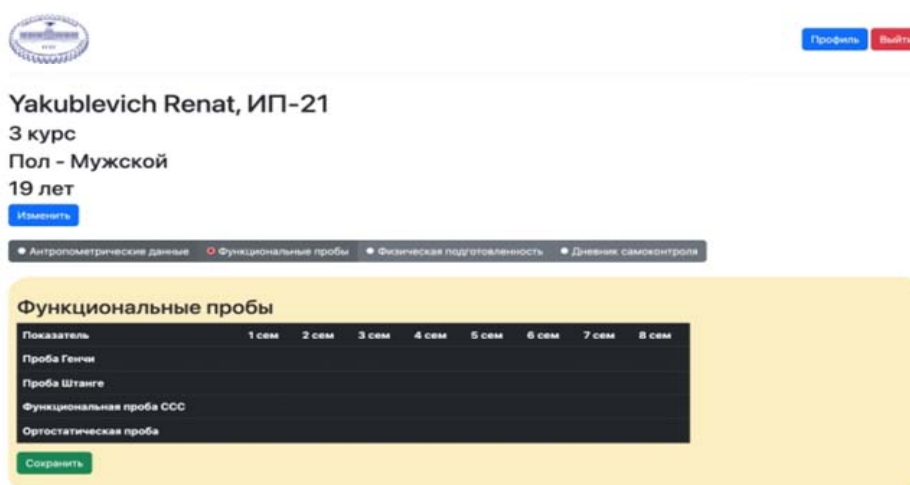 Профиль Выйти
Yakublevich Renat, ИП-21
3 курс
Пол - Мужской
19 лет
Изменить
Антропометрические данные Функциональные пробы Физическая подготовленность Дневник самоконтроля
Функциональные пробы
Показатель 1 сем 2 сем 3 сем 4 сем 5 сем 6 сем 7 сем 8 сем
Проба Генчи
Проба Штанге
Функциональная проба ССС
Ортостатическая проба
Сохранить